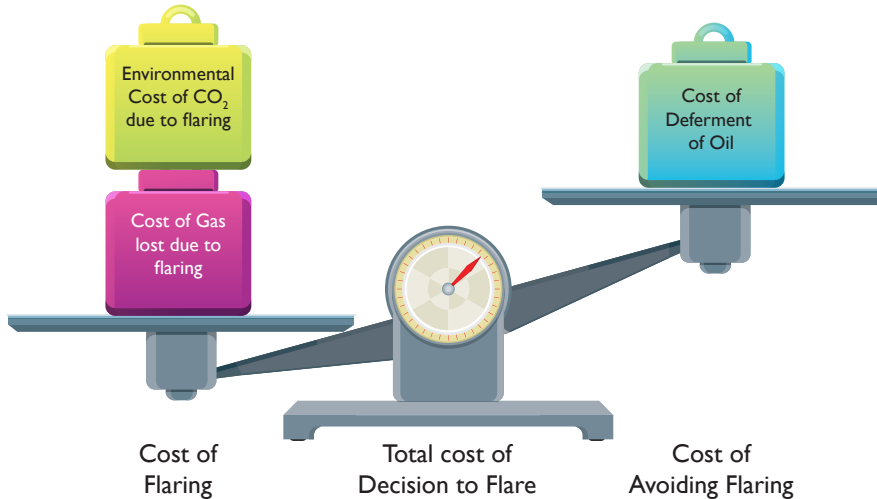 Environmental
Cost of CO₂
due to flaring
Cost of Gas
lost due to
flaring
Cost of
Deferment
of Oil
Cost of
Flaring
Total cost of
Decision to Flare
Cost of
Avoiding Flaring